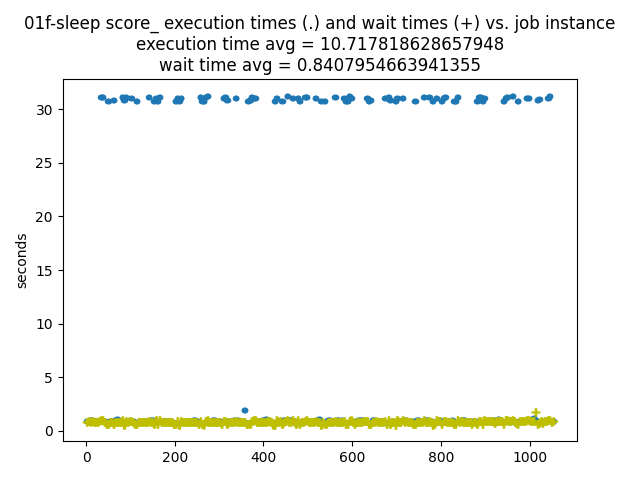 01f-sleep score_ execution times (.) and wait times (+) vs. job instance
execution time avg = 10.717818628657948
wait time avg = 0.8407954663941355
seconds
30
25
20
15
10
5
0
0 200 400 600 800 1000